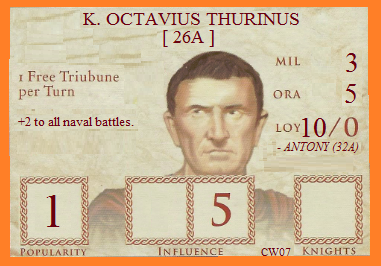 K. OCTAVIUS THURINUS
[ 26A ]
MIL 3
1 Free Triubune
per Turn
ORA 5
+2 to all naval battles.
LOY 10/0
- ANTONY (32A)
1
5
POPULARITY
INFLUENCE
CW07
KNIGHTS